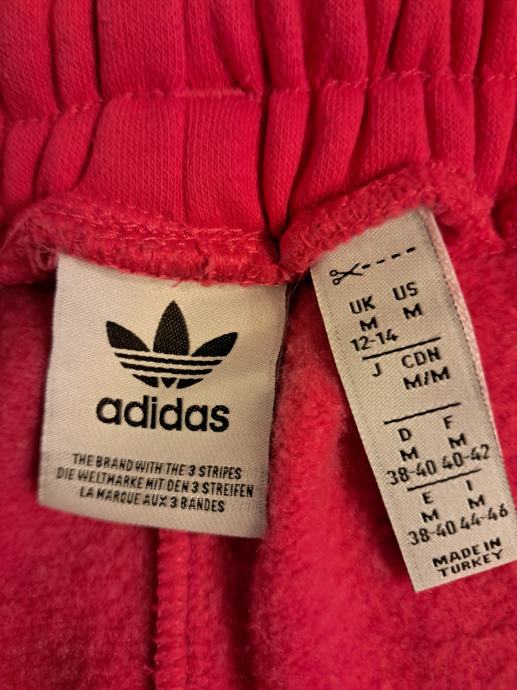 adidas
THE BRAND WITH THE 3 STRIPES
DIE WELTMARKE MIT DEN 3 STREIFEN
LA MARQUE AUX 3 BANDES
UK US
M M
12-14
J CDN
M/M
D F
M M
38-40 40-42
E I
M M
38-40 44-46
MADE IN
TURKEY